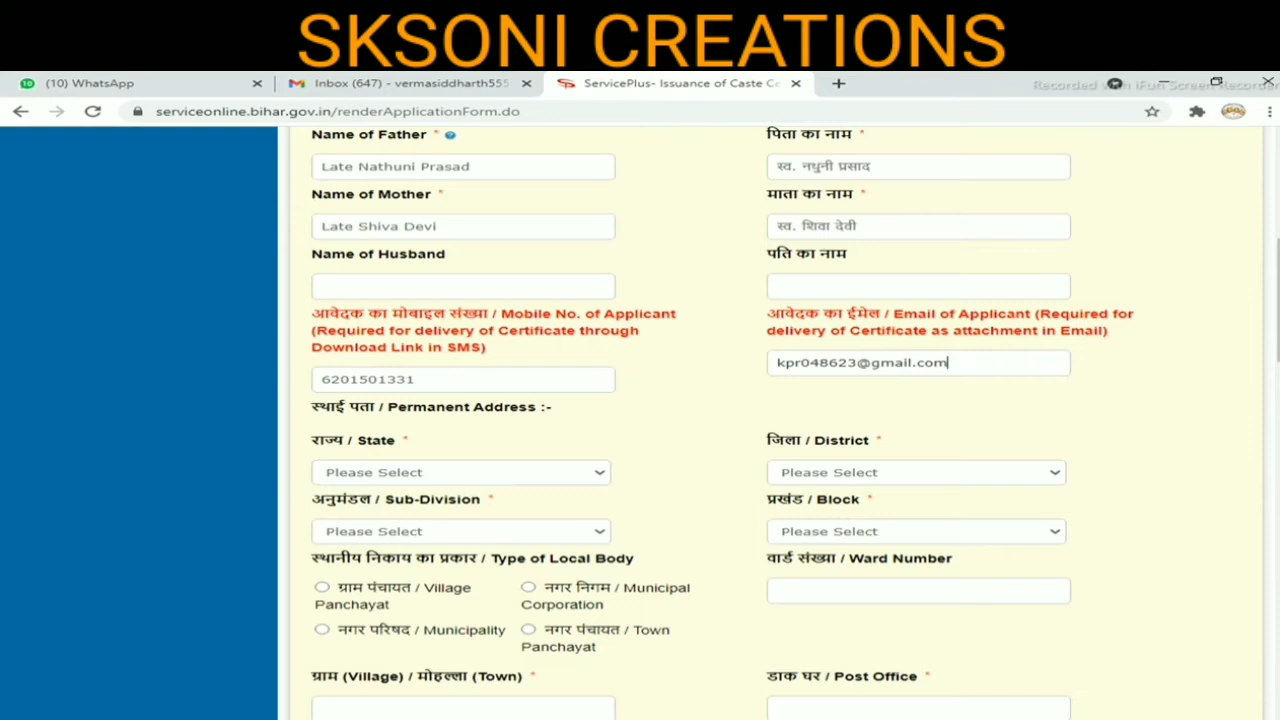 SKSONI CREATIONS
(10) WhatsApp
Inbox (647) - vermasiddharth555
ServicePlus- Issuance of Caste Ce
Recorded with iFun Screen Recorder
serviceonline.bihar.gov.in/renderApplicationForm.do
Name of Father *
पिता का नाम *
Late Nathuni Prasad
स्व. नथुनी प्रसाद
Name of Mother *
माता का नाम *
Late Shiva Devi
स्व. शिवा देवी
Name of Husband
पति का नाम
आवेदक का मोबाइल संख्या / Mobile No. of Applicant
(Required for delivery of Certificate through
Download Link in SMS)
आवेदक का ईमेल / Email of Applicant (Required for
delivery of Certificate as attachment in Email)
kpr048623@gmail.com
6201501331
स्थाई पता / Permanent Address :-
राज्य / State *
जिला / District *
Please Select
Please Select
अनुमंडल / Sub-Division *
प्रखंड / Block *
Please Select
Please Select
स्थानीय निकाय का प्रकार / Type of Local Body
वार्ड संख्या / Ward Number
ग्राम पंचायत / Village
Panchayat
नगर निगम / Municipal
Corporation
नगर परिषद / Municipality
नगर पंचायत / Town
Panchayat
ग्राम (Village) / मोहल्ला (Town) *
डाक घर / Post Office *